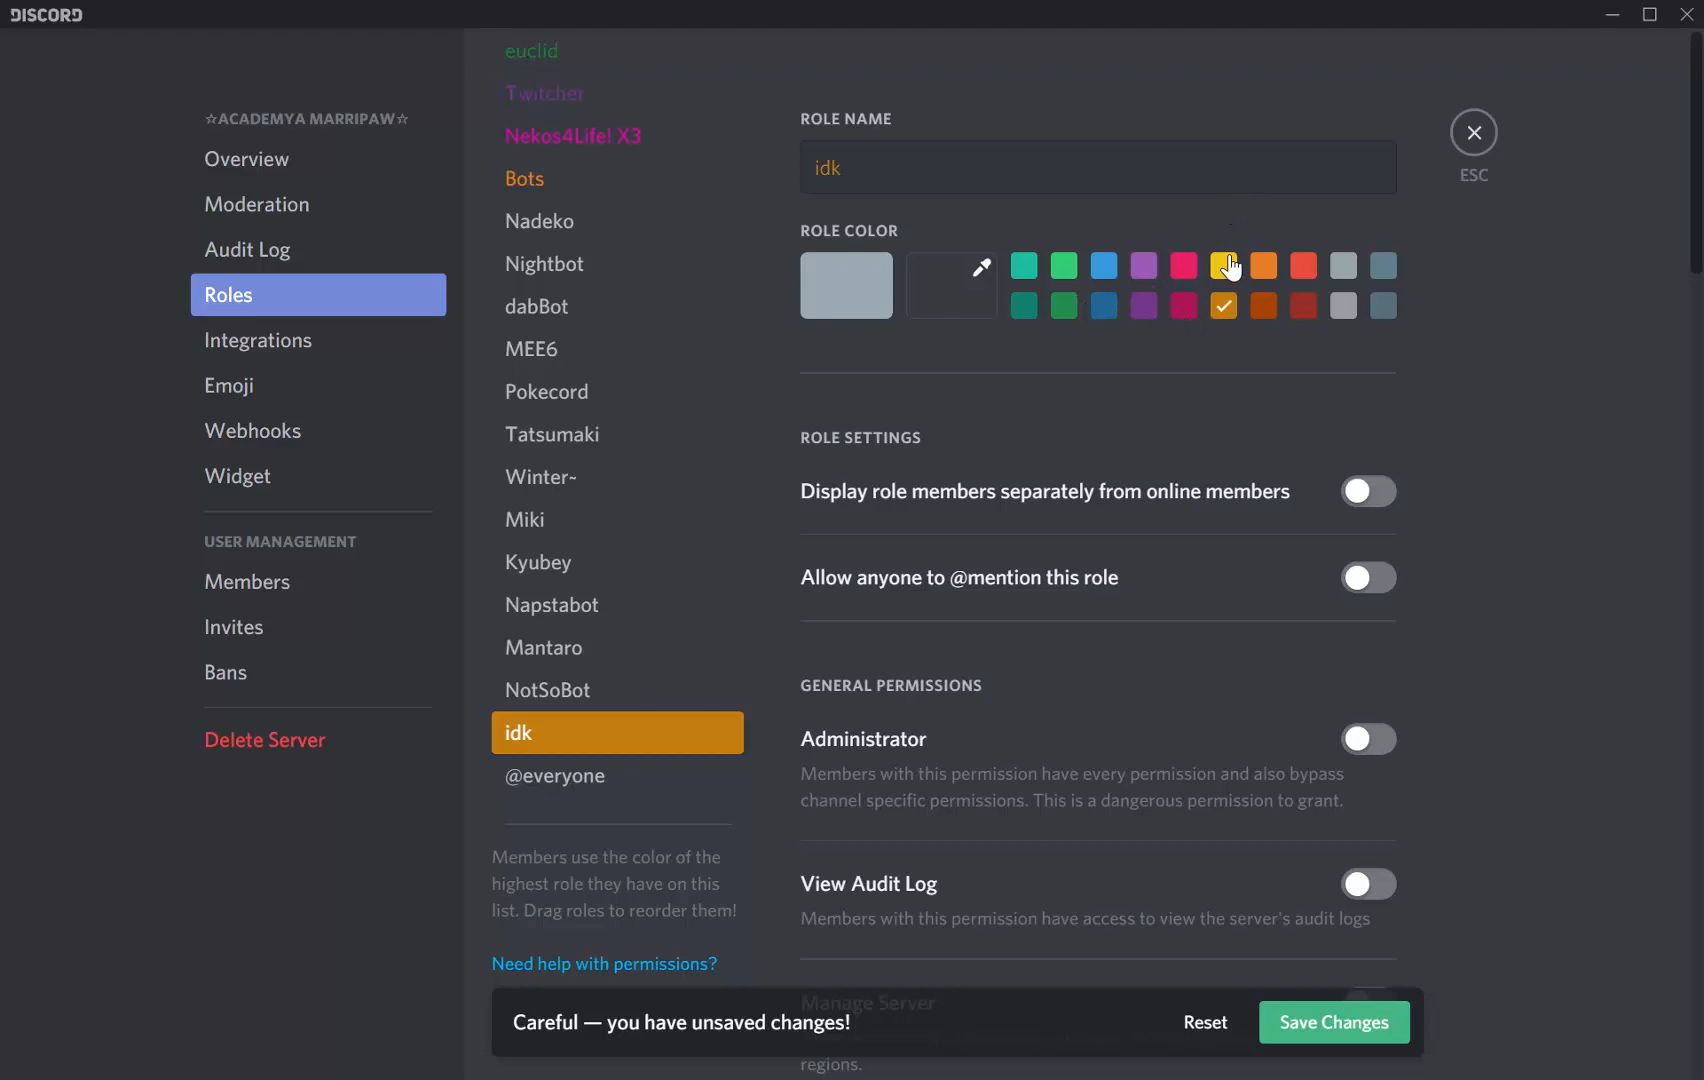 DISCORD
☆ACADEMYA MARRIPAW☆
Overview
Moderation
Audit Log
Roles
Integrations
Emoji
Webhooks
Widget
USER MANAGEMENT
Members
Invites
Bans
Delete Server
euclid
Twitcher
Nekos4Life! X3
Bots
Nadeko
Nightbot
dabBot
MEE6
Pokecord
Tatsumaki
Winter~
Miki
Kyubey
Napstabot
Mantaro
NotSoBot
idk
@everyone
Members use the color of the
highest role they have on this
list. Drag roles to reorder them!
Need help with permissions?
ROLE NAME
idk
ROLE COLOR
ROLE SETTINGS
Display role members separately from online members
Allow anyone to @mention this role
GENERAL PERMISSIONS
Administrator
Members with this permission have every permission and also bypass
channel specific permissions. This is a dangerous permission to grant.
View Audit Log
Members with this permission have access to view the server's audit logs
Manage Server
regions.
ESC
Careful — you have unsaved changes!
Reset
Save Changes